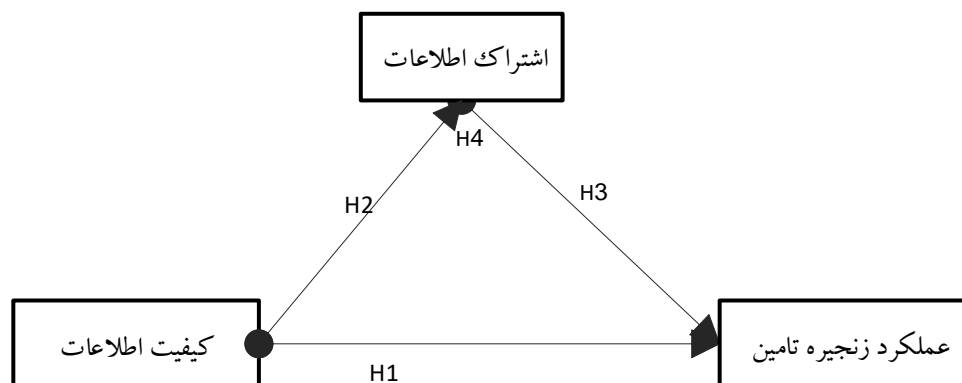 اشتراک اطلاعات
H4
H2
H3
کیفیت اطلاعات
عملکرد زنجیره تامین
H1